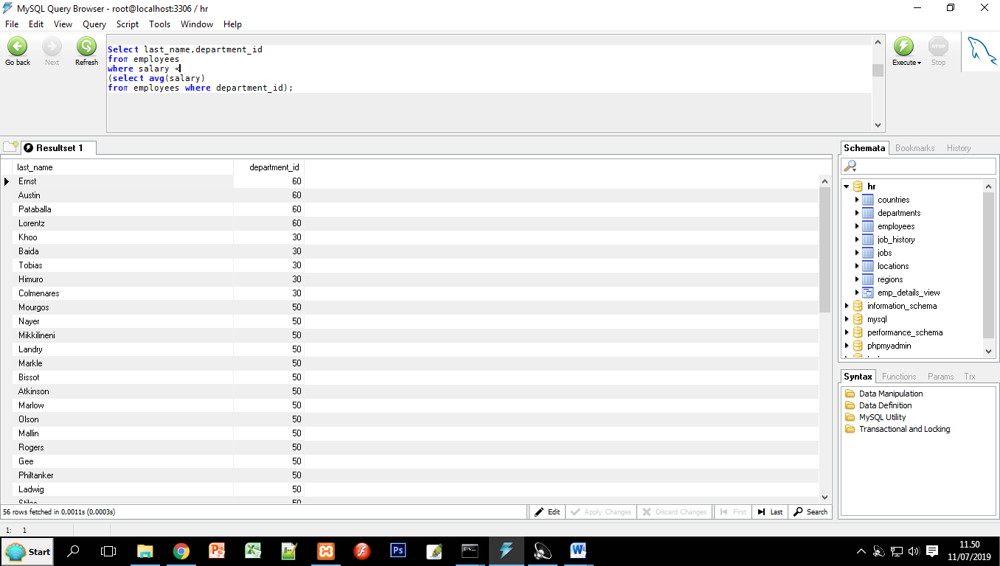 MySQL Query Browser - root@localhost:3306 / hr
File Edit View Query Script Tools Window Help
Go back Next Refresh
Select last_name,department_id
from employees
where salary <
(select avg(salary)
from employees where department_id);
Execute STOP Stop
Resultset 1
last_name department_id
Ernst 60
Austin 60
Pataballa 60
Lorentz 60
Khoo 30
Baida 30
Tobias 30
Himuro 30
Colmenares 30
Mourgos 50
Nayer 50
Mikkilineni 50
Landry 50
Markle 50
Bissot 50
Atkinson 50
Marlow 50
Olson 50
Mallin 50
Rogers 50
Gee 50
Philtanker 50
Ladwig 50
Stiles 50
56 rows fetched in 0,0011s (0,0003s)
Edit Apply Changes Discard Changes First Last Search
1: 1
Schemata Bookmarks History
hr
countries
departments
employees
job_history
jobs
locations
regions
emp_details_view
information_schema
mysql
performance_schema
phpmyadmin
Syntax Functions Params Trx
Data Manipulation
Data Definition
MySQL Utility
Transactional and Locking
Start
Ps
11.50
11/07/2019